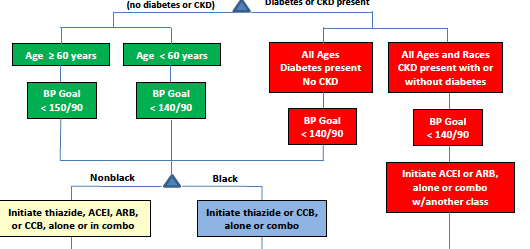 (no diabetes or CKD)
Diabetes or CKD present
Age ≥ 60 years
Age < 60 years
All Ages
Diabetes present
No CKD
All Ages and Races
CKD present with or
without diabetes
BP Goal
< 150/90
BP Goal
< 140/90
BP Goal
< 140/90
BP Goal
< 140/90
Initiate ACEI or ARB,
alone or combo
w/another class
Nonblack
Black
Initiate thiazide, ACEI, ARB,
or CCB, alone or in combo
Initiate thiazide or CCB,
alone or combo